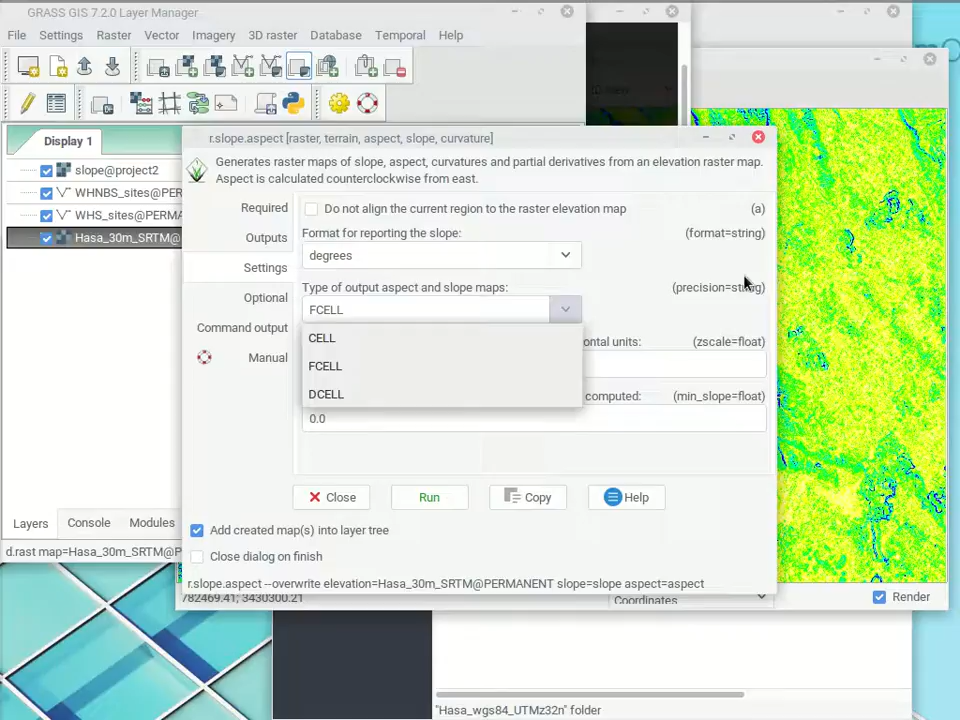 GRASS GIS 7.2.0 Layer Manager
File Settings Raster Vector Imagery 3D raster Database Temporal Help
Display 1
slope@project2
WHNBS_sites@PER
WHS_sites@PERMA
Hasa_30m_SRTM@
r.slope.aspect [raster, terrain, aspect, slope, curvature]
Generates raster maps of slope, aspect, curvatures and partial derivatives from an elevation raster map.
Aspect is calculated counterclockwise from east.
Required
Outputs
Settings
Optional
Command output
Manual
Do not align the current region to the raster elevation map (a)
Format for reporting the slope: (format=string)
degrees
Type of output aspect and slope maps: (precision=string)
FCELL
CELL
FCELL
DCELL
ontal units: (zscale=float)
computed: (min_slope=float)
0.0
Close Run Copy Help
Add created map(s) into layer tree
Close dialog on finish
r.slope.aspect --overwrite elevation=Hasa_30m_SRTM@PERMANENT slope=slope aspect=aspect
Layers Console Modules
d.rast map=Hasa_30m_SRTM@P
782469.41; 3430300.21
Coordinates
Render
"Hasa_wgs84_UTMz32n" folder